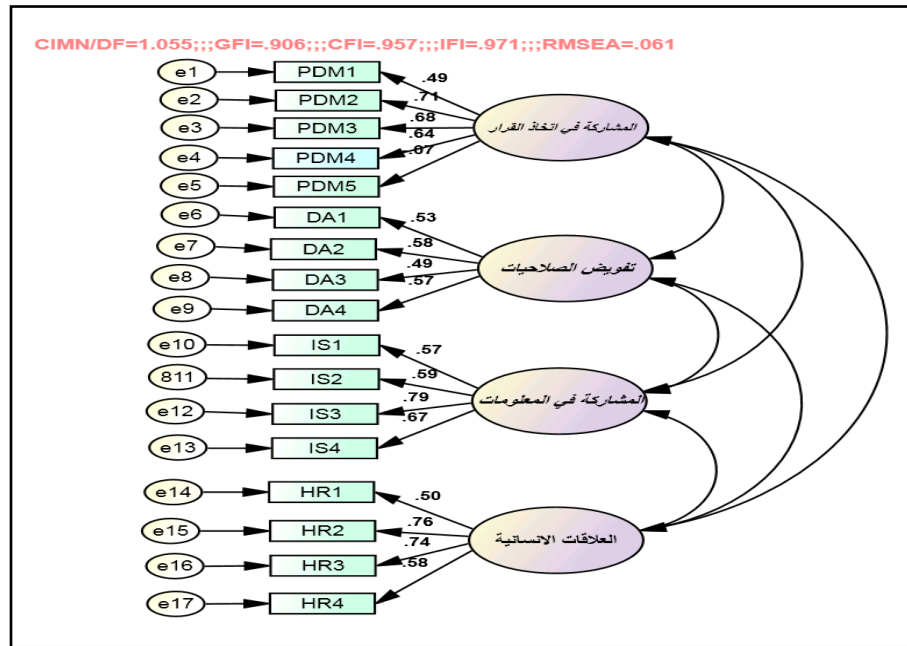 CIMN/DF=1.055;;;GFI=.906;;;CFI=.957;;;IFI=.971;;;RMSEA=.061
e1 PDM1 .49
e2 PDM2 .71
e3 PDM3 .68
e4 PDM4 .64
e5 PDM5 .07
المشاركة في اتخاذ القرار
e6 DA1 .53
e7 DA2 .58
e8 DA3 .49
e9 DA4 .57
تفويض الصلاحيات
e10 IS1 .57
811 IS2 .59
e12 IS3 .79
e13 IS4 .67
المشاركة في المعلومات
e14 HR1 .50
e15 HR2 .76
e16 HR3 .74
e17 HR4 .58
العلاقات الانسانية